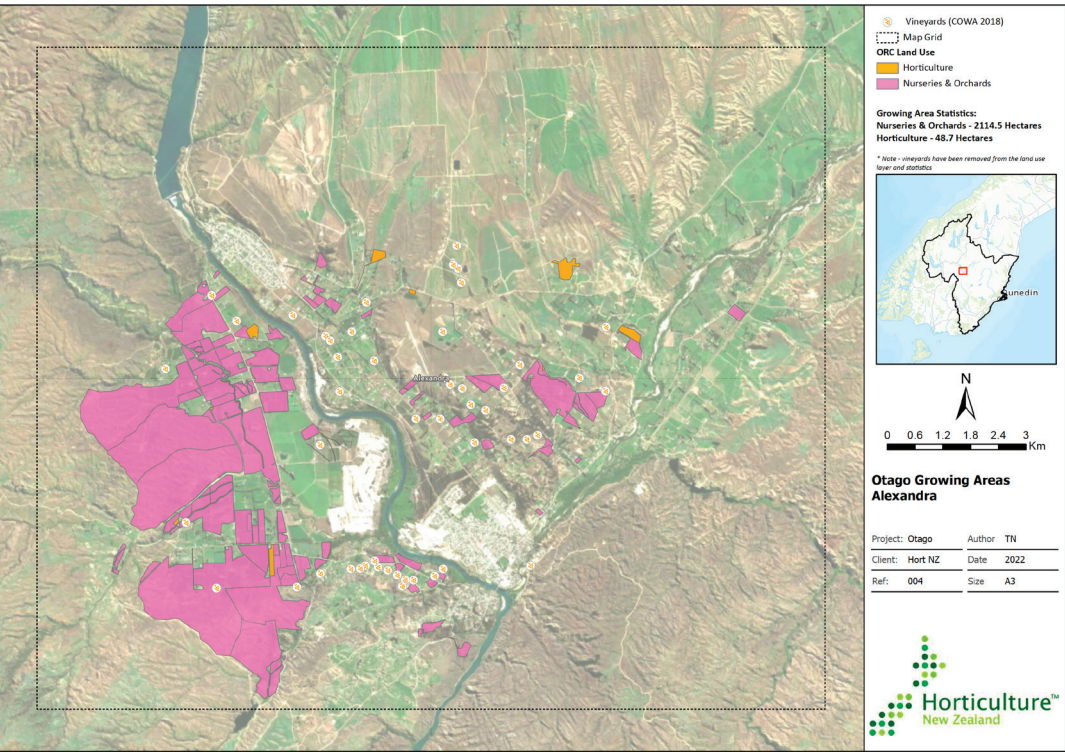 Vineyards (COWA 2018)
Map Grid
ORC Land Use
Horticulture
Nurseries & Orchards
Growing Area Statistics:
Nurseries & Orchards - 2114.5 Hectares
Horticulture - 48.7 Hectares
* Note - vineyards have been removed from the land use
layer and statistics
unedin
Alexandra
N
0 0.6 1.2 1.8 2.4 3
Km
Otago Growing Areas
Alexandra
Project: Otago Author TN
Client: Hort NZ Date 2022
Ref: 004 Size A3
Horticulture™
New Zealand